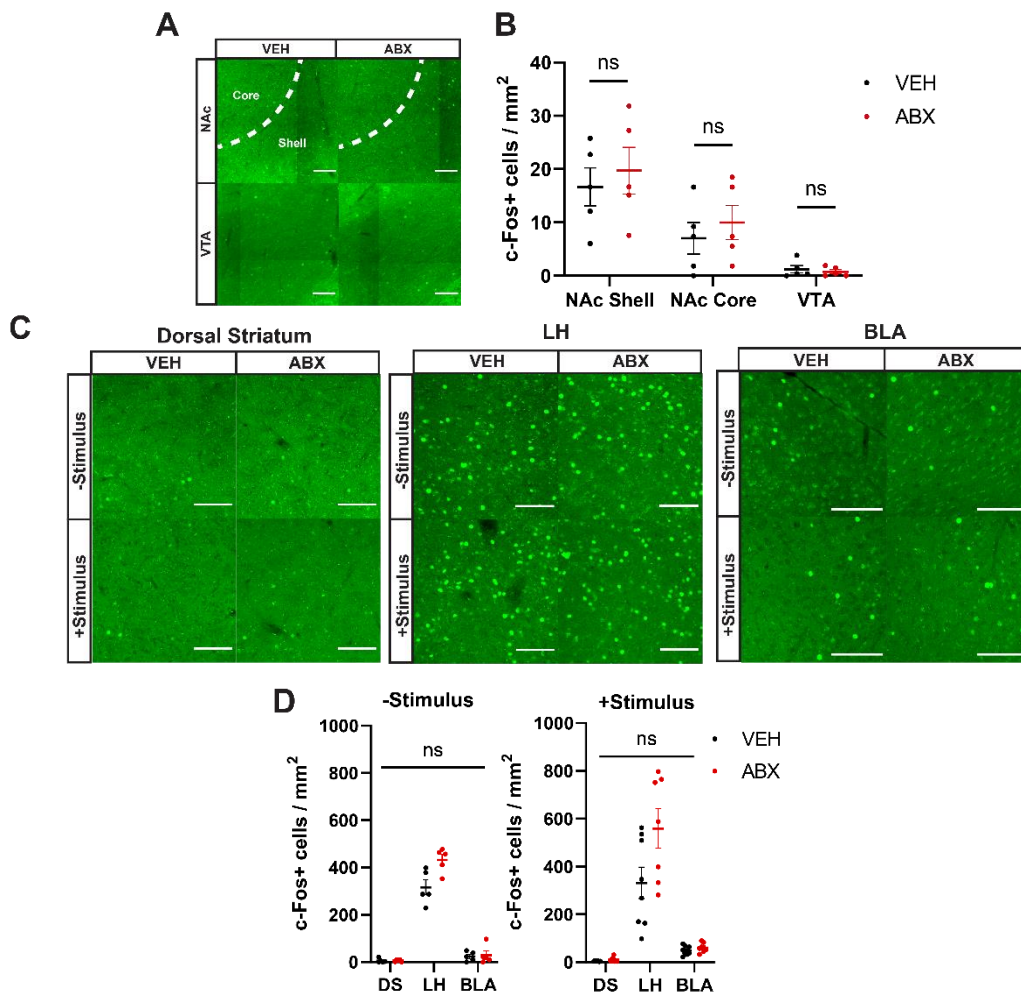 A
VEH ABX
NAc
Core
Shell
VTA
B
c-Fos+ cells / mm²
40
30
20
10
0
ns
ns
ns
VEH
ABX
NAc Shell NAc Core VTA
C
Dorsal Striatum
VEH ABX
-Stimulus
+Stimulus
LH
VEH ABX
-Stimulus
+Stimulus
BLA
VEH ABX
-Stimulus
+Stimulus
D
-Stimulus
c-Fos+ cells / mm²
1000
800
600
400
200
0
ns
DS LH BLA
+Stimulus
c-Fos+ cells / mm²
1000
800
600
400
200
0
ns
DS LH BLA
VEH
ABX